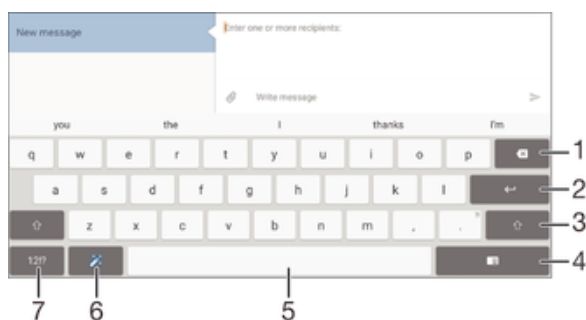 New message
Enter one or more recipients:
Write message
you the I thanks I'm
q w e r t y u i o p 1
a s d f g h j k l 2
z x c v b n m , . 3
12!? 4
7 6 5